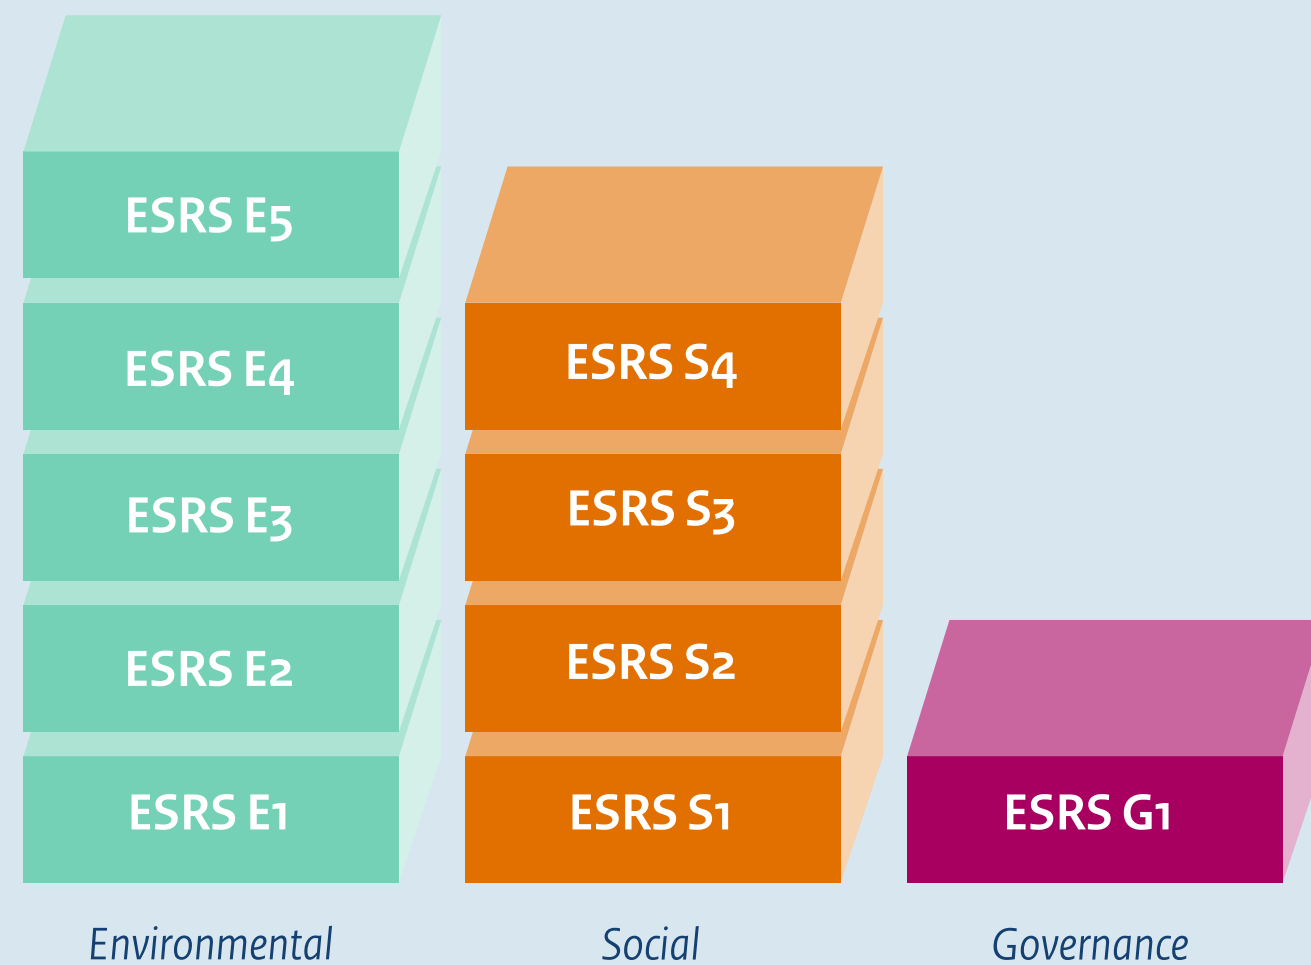 ESRS E5
ESRS E4
ESRS E3
ESRS E2
ESRS E1
Environmental
ESRS S4
ESRS S3
ESRS S2
ESRS S1
Social
ESRS G1
Governance